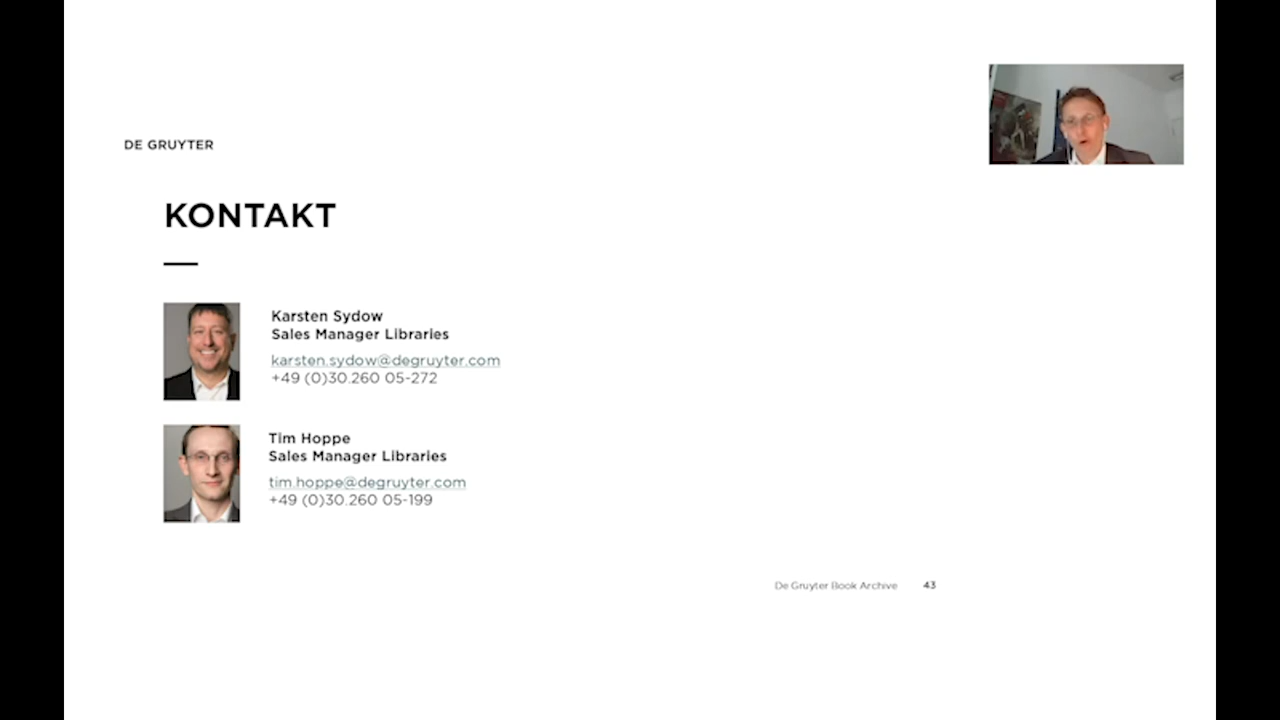 DE GRUYTER
KONTAKT
Karsten Sydow
Sales Manager Libraries
karsten.sydow@degruyter.com
+49 (0)30.260 05-272
Tim Hoppe
Sales Manager Libraries
tim.hoppe@degruyter.com
+49 (0)30.260 05-199
De Gruyter Book Archive 43